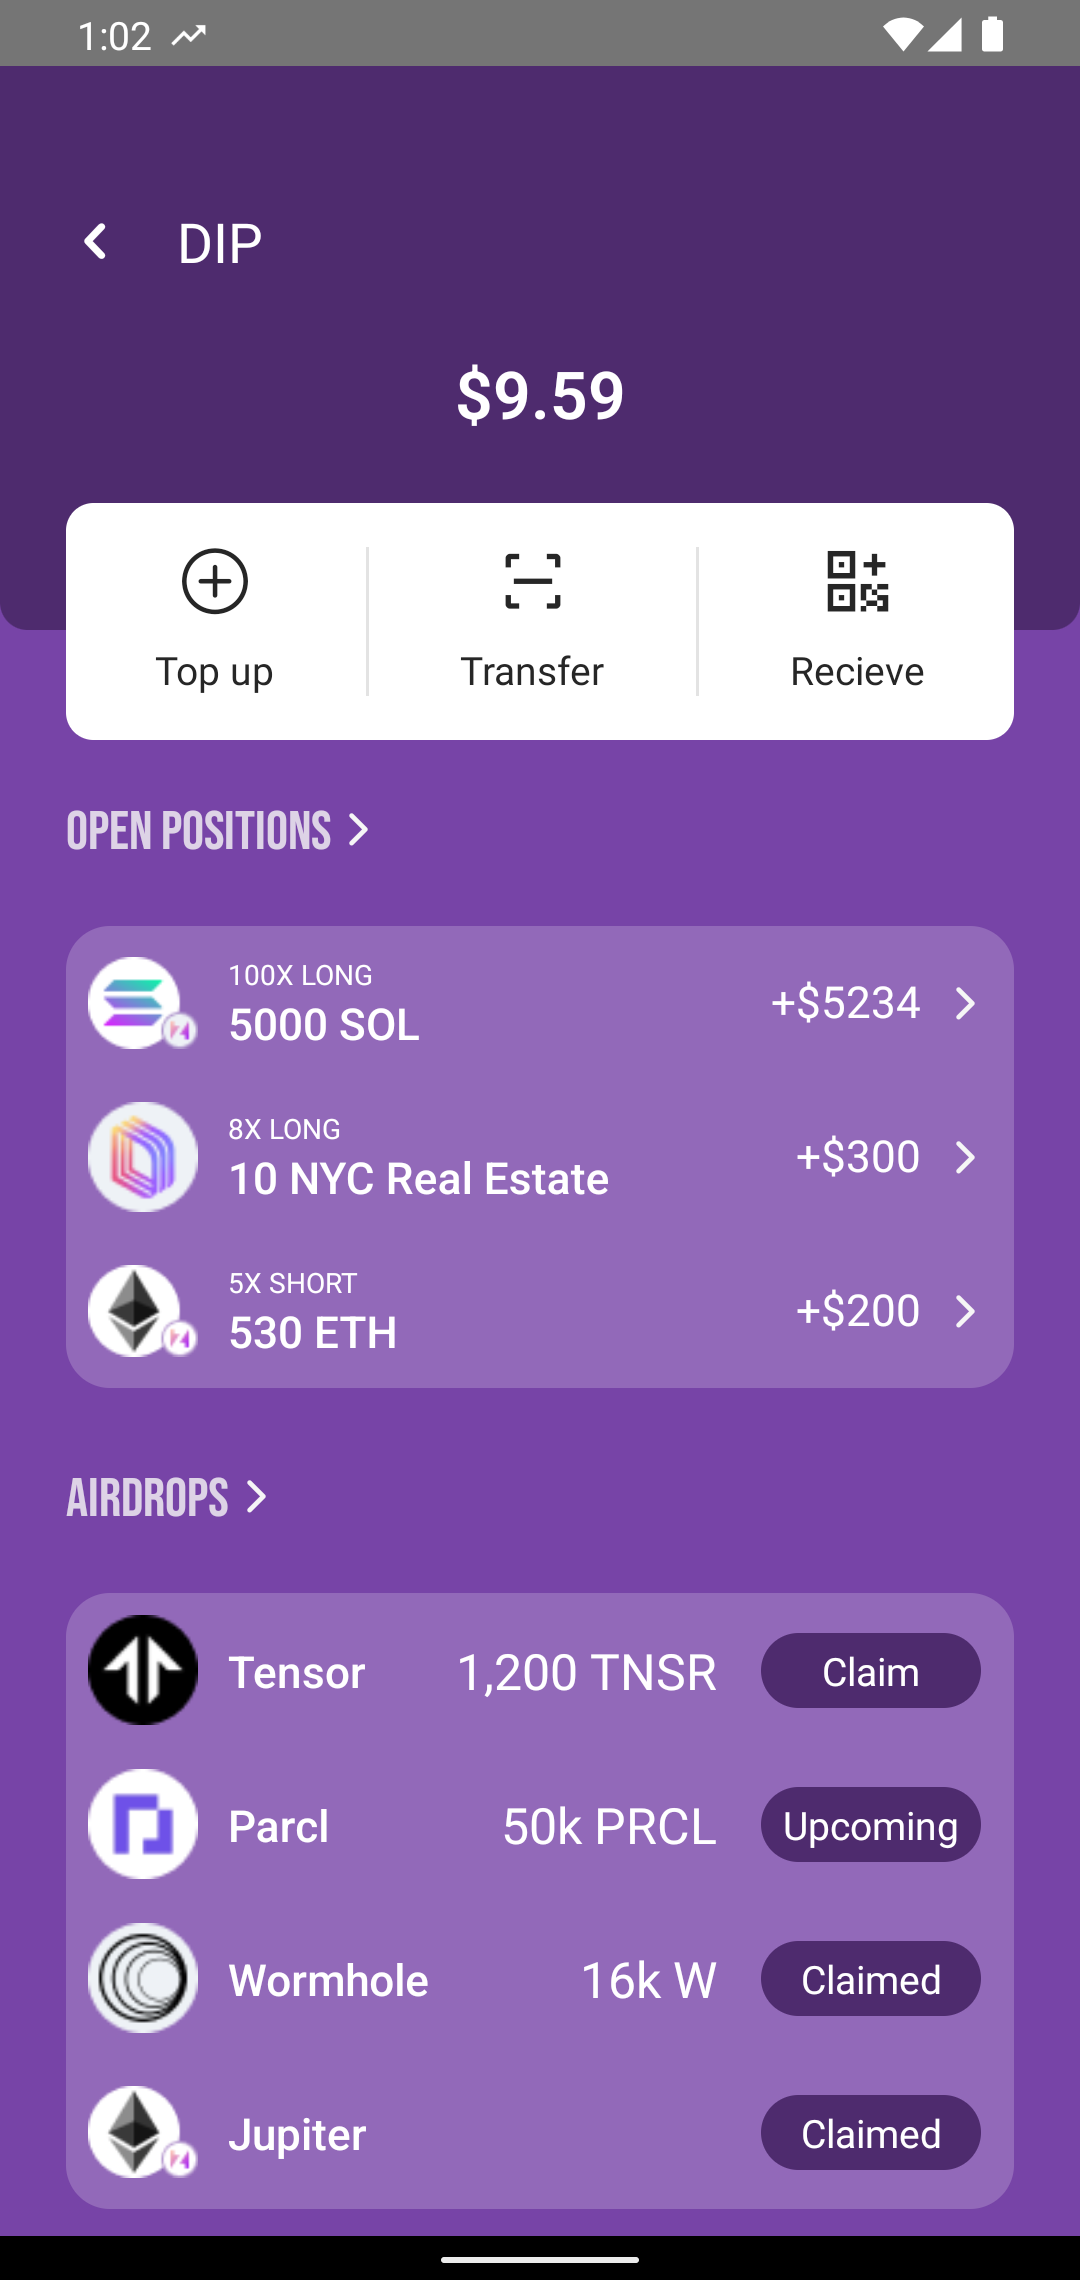 1:02
DIP
$9.59
Top up
Transfer
Recieve
OPEN POSITIONS
100X LONG
5000 SOL
+$5234
8X LONG
10 NYC Real Estate
+$300
5X SHORT
530 ETH
+$200
AIRDROPS
Tensor
1,200 TNSR
Claim
Parcl
50k PRCL
Upcoming
Wormhole
16k W
Claimed
Jupiter
Claimed